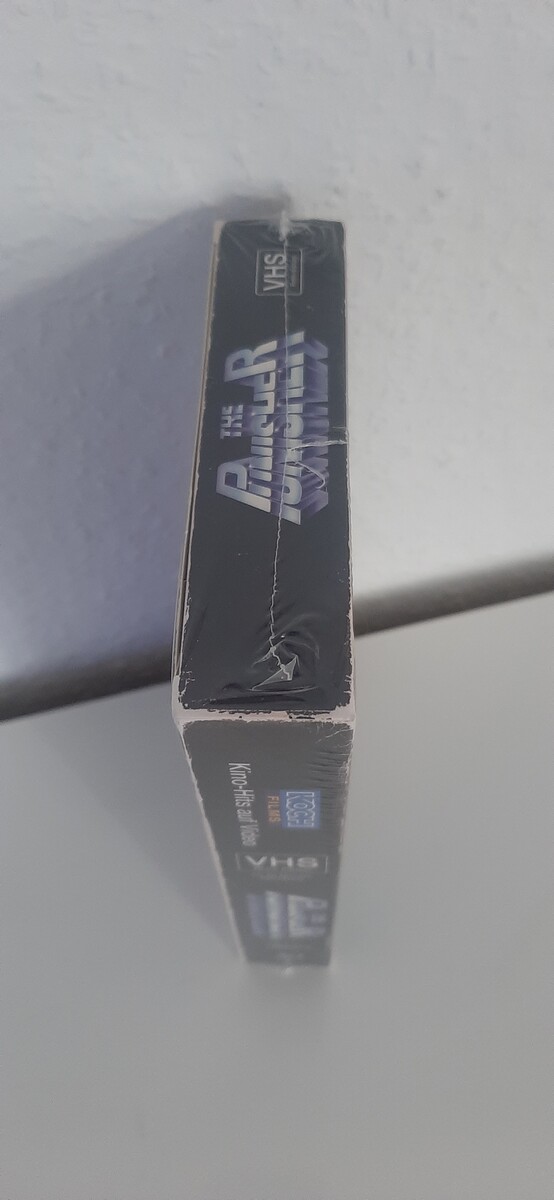 VHS
THE
PUNISHER
KOCH
FILMS
Kino-Hits auf Video
VHS